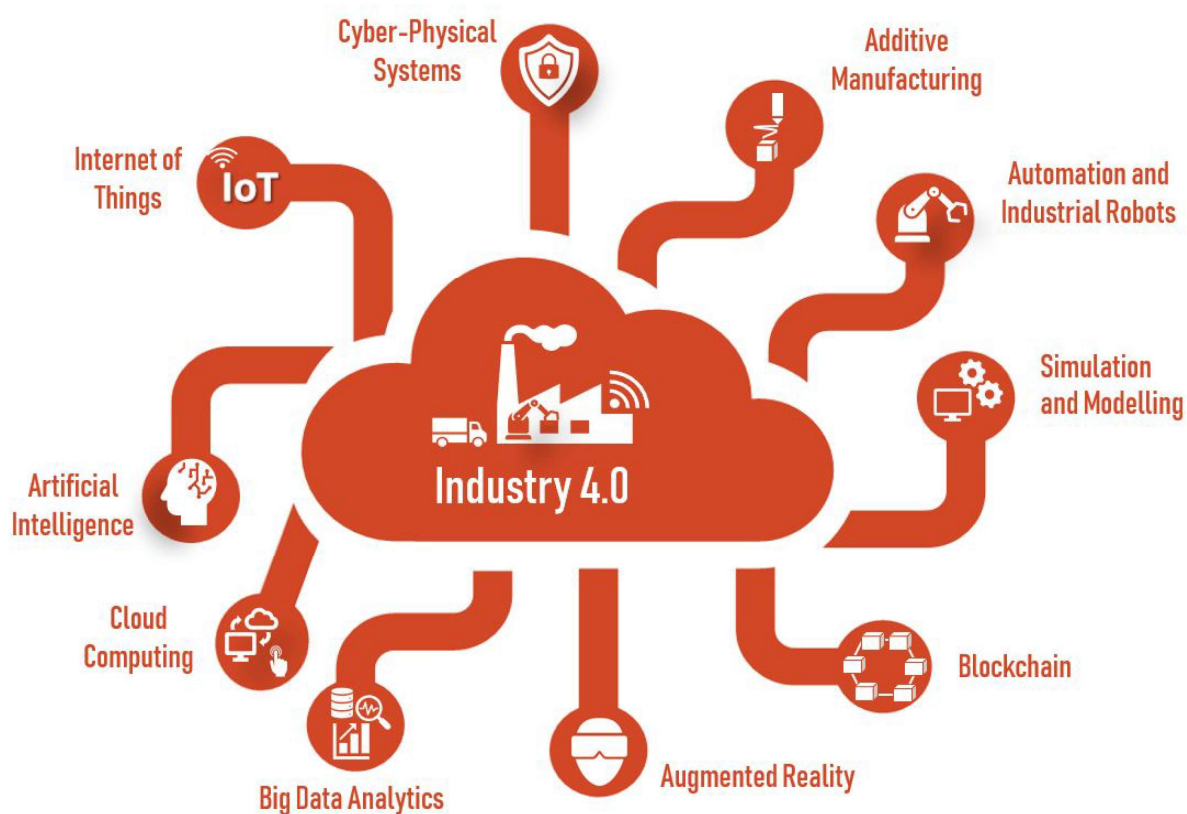 Cyber-Physical
Systems
Additive
Manufacturing
Internet of
Things
IoT
Automation and
Industrial Robots
Simulation
and Modelling
Industry 4.0
Artificial
Intelligence
Cloud
Computing
Blockchain
Big Data Analytics
Augmented Reality